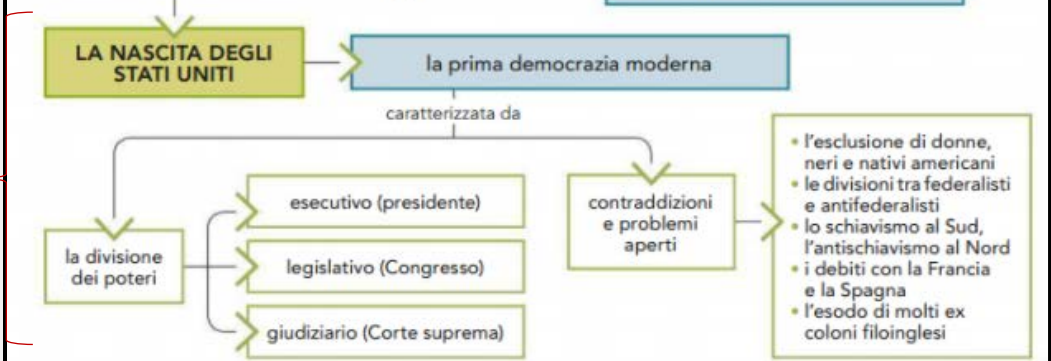 LA NASCITA DEGLI
STATI UNITI
la prima democrazia moderna
caratterizzata da
la divisione
dei poteri
esecutivo (presidente)
legislativo (Congresso)
giudiziario (Corte suprema)
contraddizioni
e problemi
aperti
• l'esclusione di donne,
neri e nativi americani
• le divisioni tra federalisti
e antifederalisti
• lo schiavismo al Sud,
l'antischiavismo al Nord
• i debiti con la Francia
e la Spagna
• l'esodo di molti ex
coloni filoinglesi